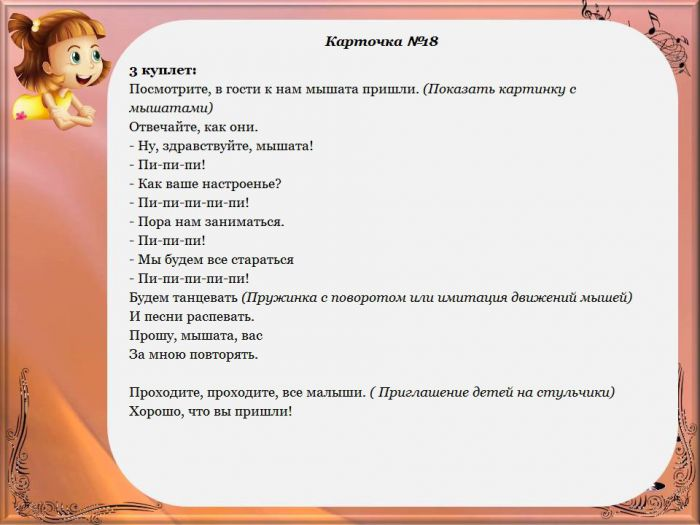 Карточка №18
3 куплет:
Посмотрите, в гости к нам мышата пришли. (Показать картинку с
мышатами)
Отвечайте, как они.
- Ну, здравствуйте, мышата!
- Пи-пи-пи!
- Как ваше настроенье?
- Пи-пи-пи-пи-пи!
- Пора нам заниматься.
- Пи-пи-пи!
- Мы будем все стараться
- Пи-пи-пи-пи-пи!
Будем танцевать (Пружинка с поворотом или имитация движений мышей)
И песни распевать.
Прошу, мышата, вас
За мною повторять.
Проходите, проходите, все малыши. ( Приглашение детей на стульчики)
Хорошо, что вы пришли!